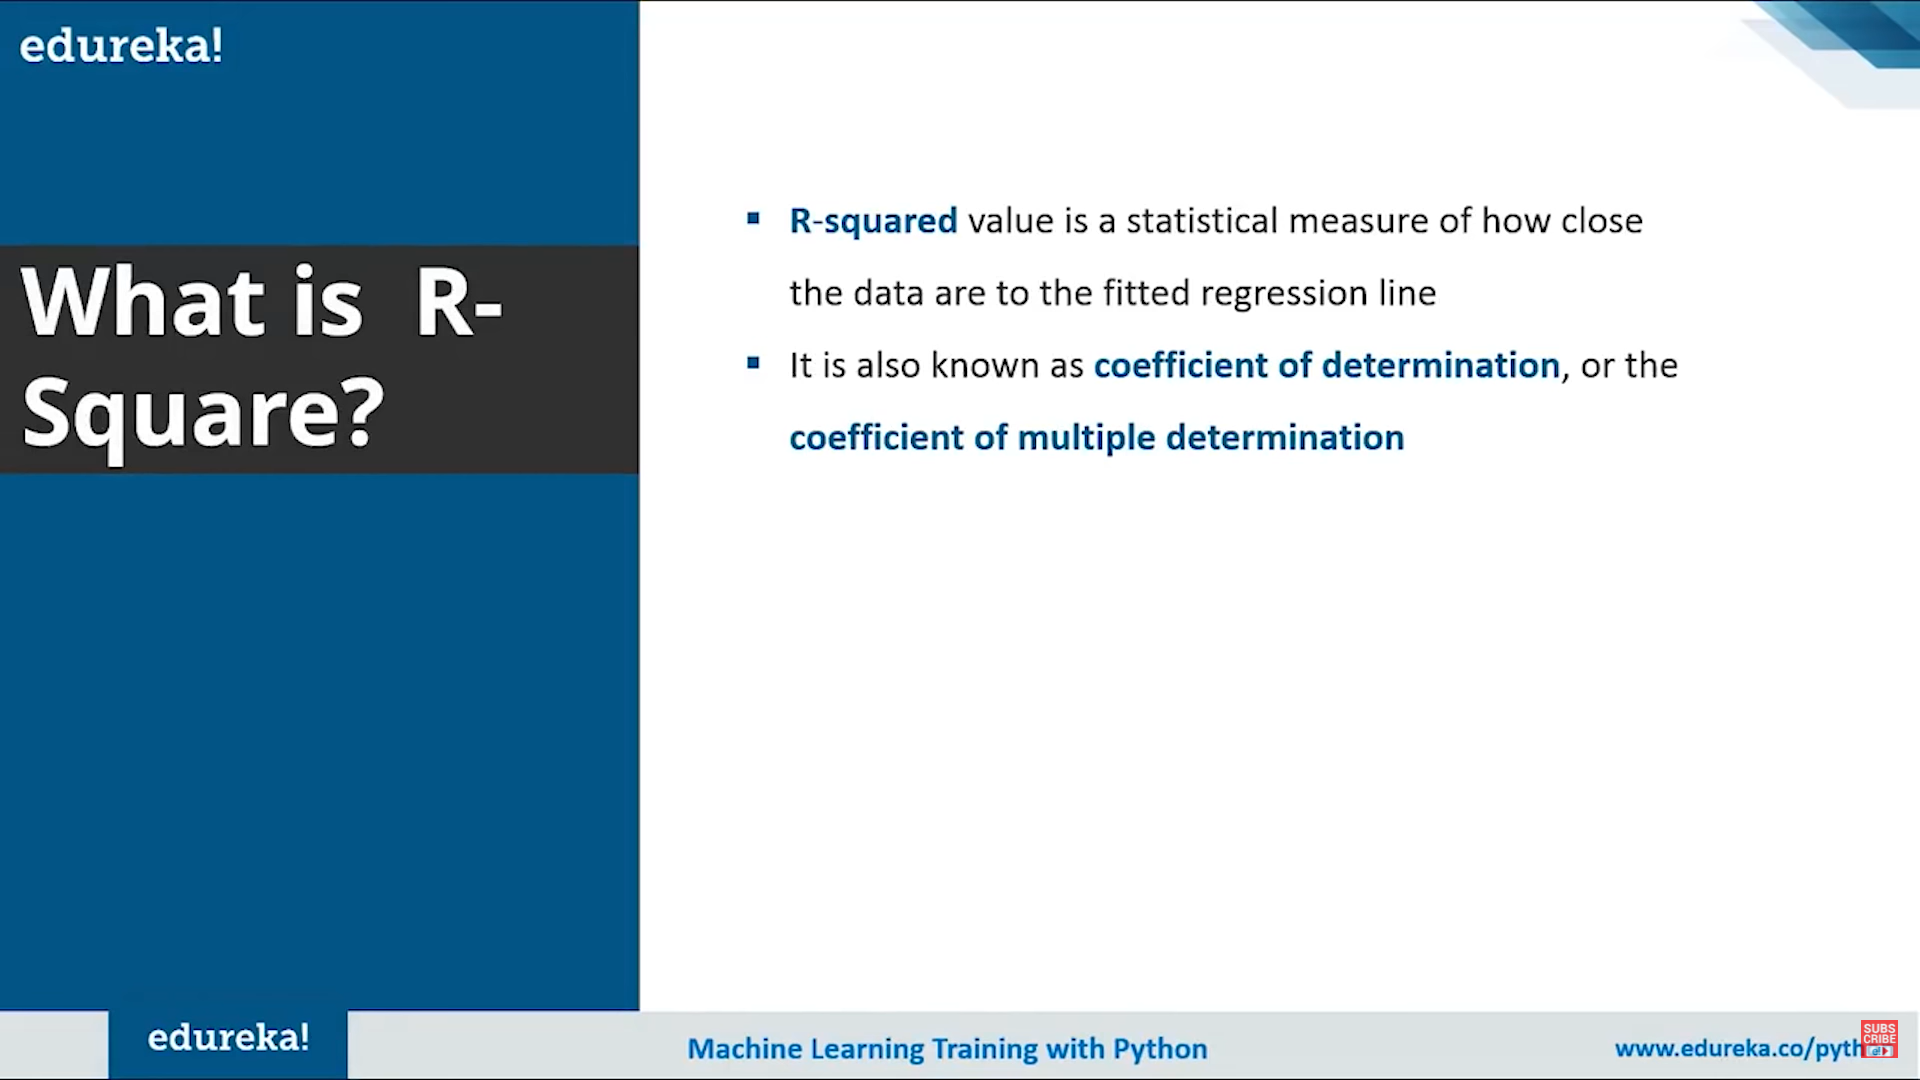 edureka!
What is R-
Square?
▪ R-squared value is a statistical measure of how close
the data are to the fitted regression line
▪ It is also known as coefficient of determination, or the
coefficient of multiple determination
edureka!
Machine Learning Training with Python
www.edureka.co/pyth
SUBS
CRIBE